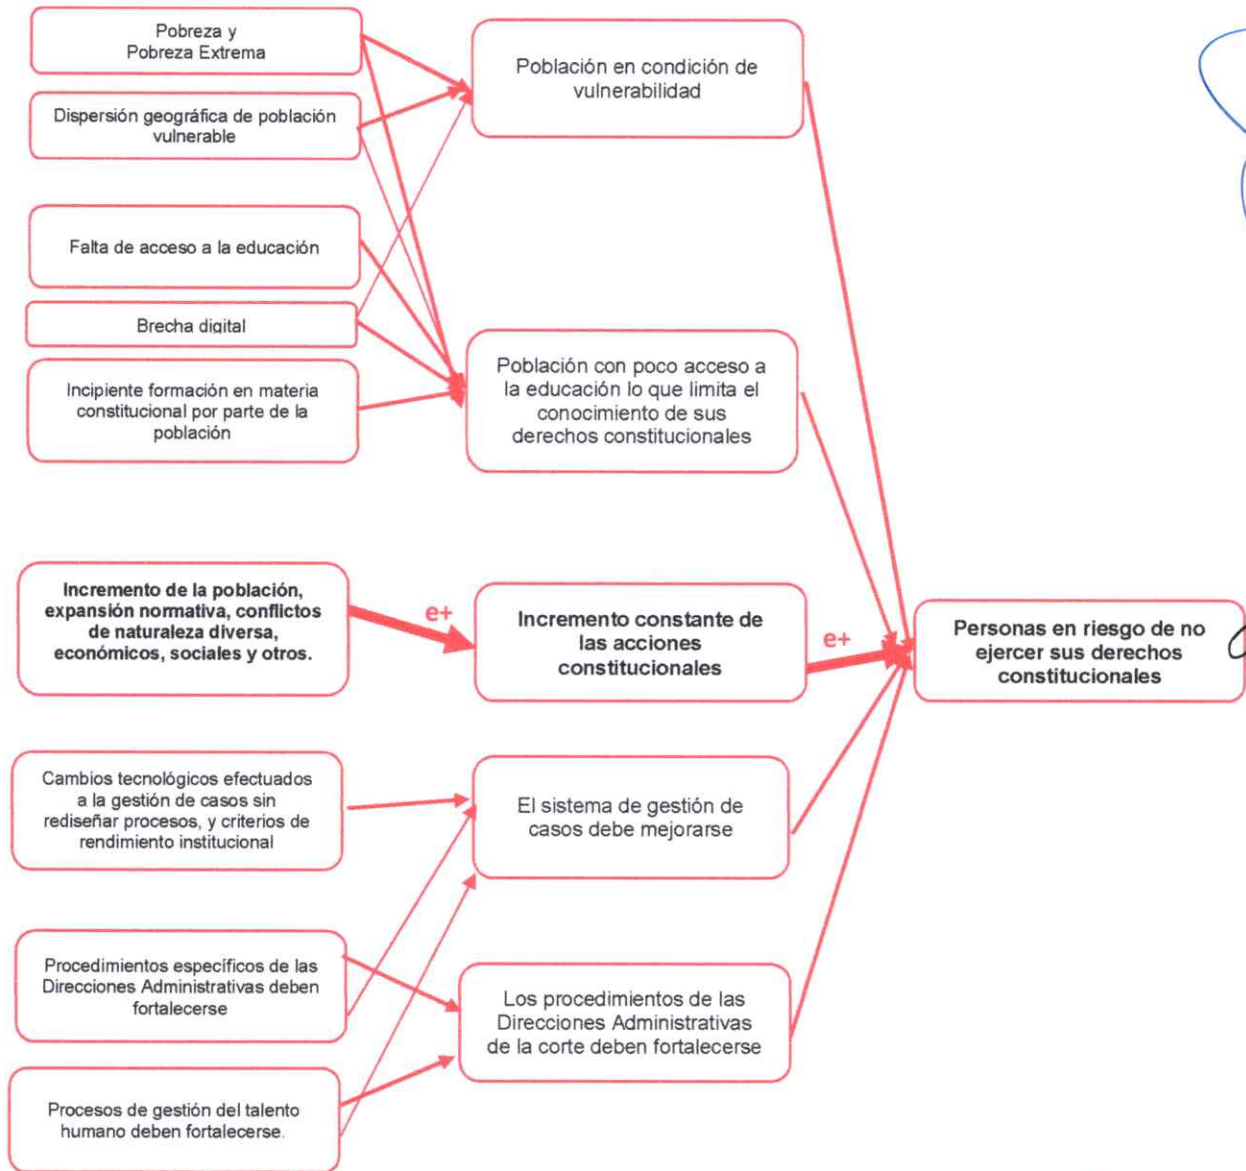 Pobreza y
Pobreza Extrema
Dispersión geográfica de población
vulnerable
Falta de acceso a la educación
Brecha digital
Incipiente formación en materia
constitucional por parte de la
población
Incremento de la población,
expansión normativa, conflictos
de naturaleza diversa,
económicos, sociales y otros.
Cambios tecnológicos efectuados
a la gestión de casos sin
rediseñar procesos, y criterios de
rendimiento institucional
Procedimientos específicos de las
Direcciones Administrativas deben
fortalecerse
Procesos de gestión del talento
humano deben fortalecerse.
e+
Población en condición de
vulnerabilidad
Población con poco acceso a
la educación lo que limita el
conocimiento de sus
derechos constitucionales
Incremento constante de
las acciones
constitucionales
El sistema de gestión de
casos debe mejorarse
Los procedimientos de las
Direcciones Administrativas
de la corte deben fortalecerse
e+
Personas en riesgo de no
ejercer sus derechos
constitucionales